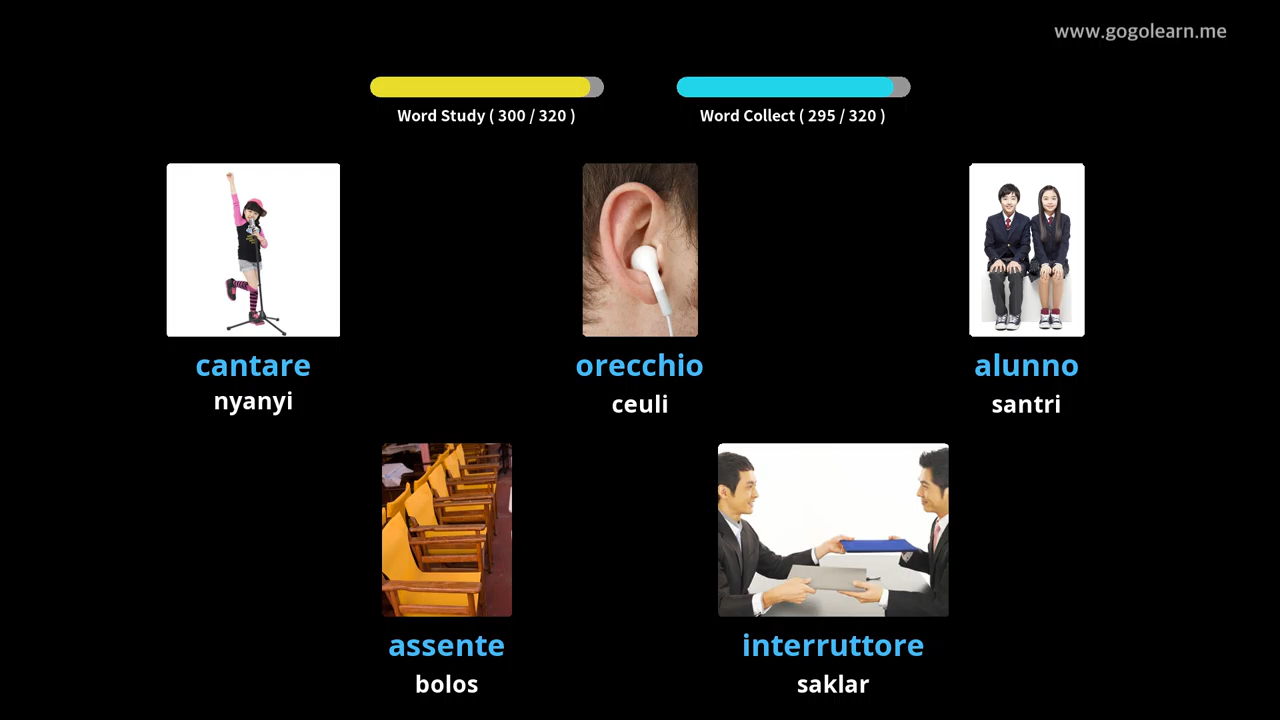 www.gogolearn.me
Word Study ( 300 / 320 )
Word Collect ( 295 / 320 )
cantare
nyanyi
orecchio
ceuli
alunno
santri
assente
bolos
interruttore
saklar